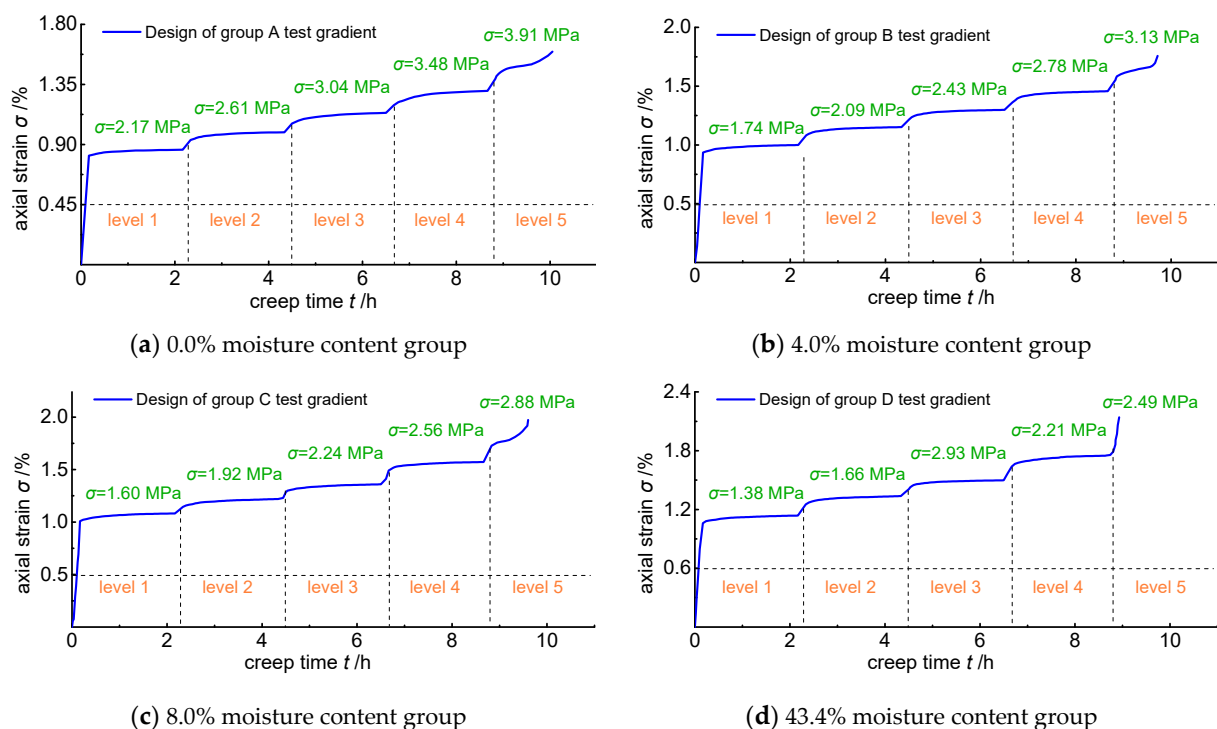 Design of group A test gradient
σ=3.91 MPa
σ=3.48 MPa
σ=3.04 MPa
σ=2.61 MPa
σ=2.17 MPa
1.80
1.35
0.90
0.45
axial strain σ /%
level 1 level 2 level 3 level 4 level 5
0 2 4 6 8 10
creep time t /h
(a) 0.0% moisture content group
Design of group B test gradient
σ=3.13 MPa
σ=2.78 MPa
σ=2.43 MPa
σ=2.09 MPa
σ=1.74 MPa
2.0
1.5
1.0
0.5
axial strain σ /%
level 1 level 2 level 3 level 4 level 5
0 2 4 6 8 10
creep time t /h
(b) 4.0% moisture content group
Design of group C test gradient
σ=2.88 MPa
σ=2.56 MPa
σ=2.24 MPa
σ=1.92 MPa
σ=1.60 MPa
2.0
1.5
1.0
0.5
axial strain σ /%
level 1 level 2 level 3 level 4 level 5
0 2 4 6 8 10
creep time t /h
(c) 8.0% moisture content group
Design of group D test gradient
σ=2.49 MPa
σ=2.21 MPa
σ=2.93 MPa
σ=1.66 MPa
σ=1.38 MPa
2.4
1.8
1.2
0.6
axial strain σ /%
level 1 level 2 level 3 level 4 level 5
0 2 4 6 8 10
creep time t /h
(d) 43.4% moisture content group